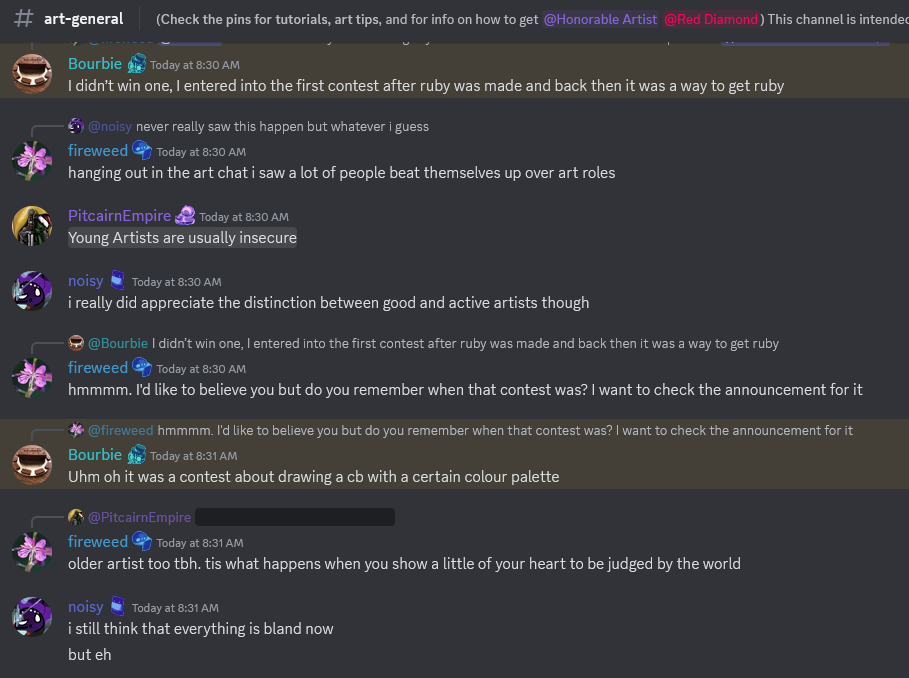 # art-general (Check the pins for tutorials, art tips, and for info on how to get @Honorable Artist @Red Diamond) This channel is intended
Bourbie Today at 8:30 AM
I didn't win one, I entered into the first contest after ruby was made and back then it was a way to get ruby
@noisy never really saw this happen but whatever i guess
fireweed Today at 8:30 AM
hanging out in the art chat i saw a lot of people beat themselves up over art roles
PitcairnEmpire Today at 8:30 AM
Young Artists are usually insecure
noisy Today at 8:30 AM
i really did appreciate the distinction between good and active artists though
@Bourbie I didn't win one, I entered into the first contest after ruby was made and back then it was a way to get ruby
fireweed Today at 8:30 AM
hmmmm. I'd like to believe you but do you remember when that contest was? I want to check the announcement for it
@fireweed hmmmm. I'd like to believe you but do you remember when that contest was? I want to check the announcement for it
Bourbie Today at 8:31 AM
Uhm oh it was a contest about drawing a cb with a certain colour palette
@PitcairnEmpire
fireweed Today at 8:31 AM
older artist too tbh. tis what happens when you show a little of your heart to be judged by the world
noisy Today at 8:31 AM
i still think that everything is bland now
but eh